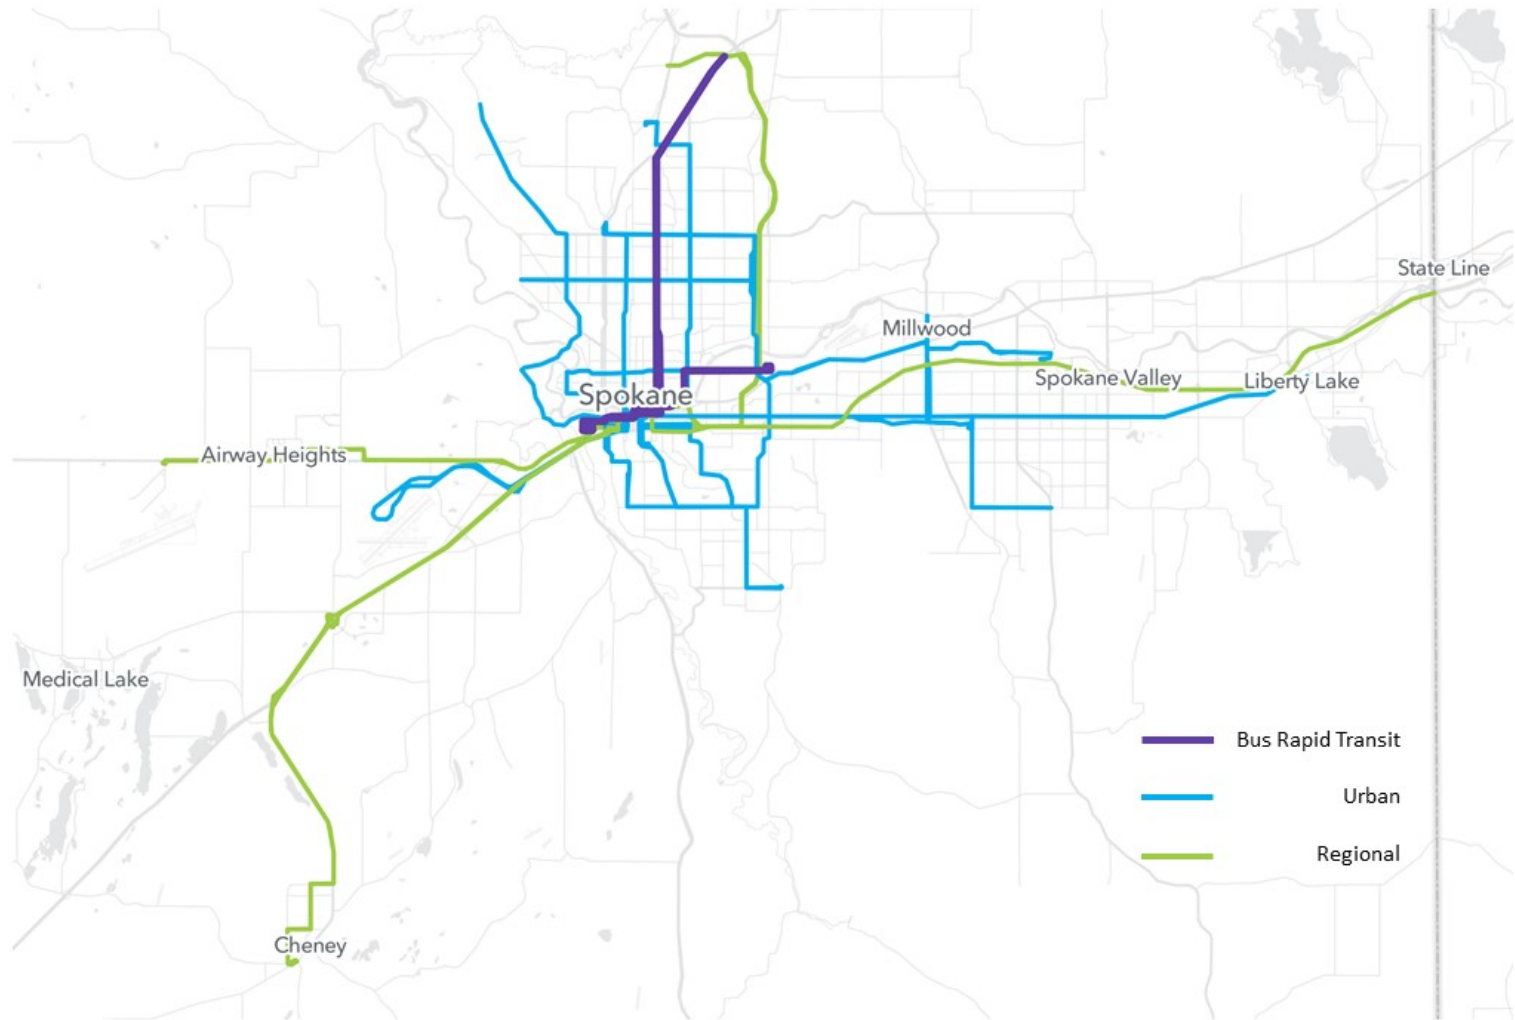 State Line
Millwood
Spokane Valley
Liberty Lake
Spokane
Airway Heights
Medical Lake
Bus Rapid Transit
Urban
Regional
Cheney